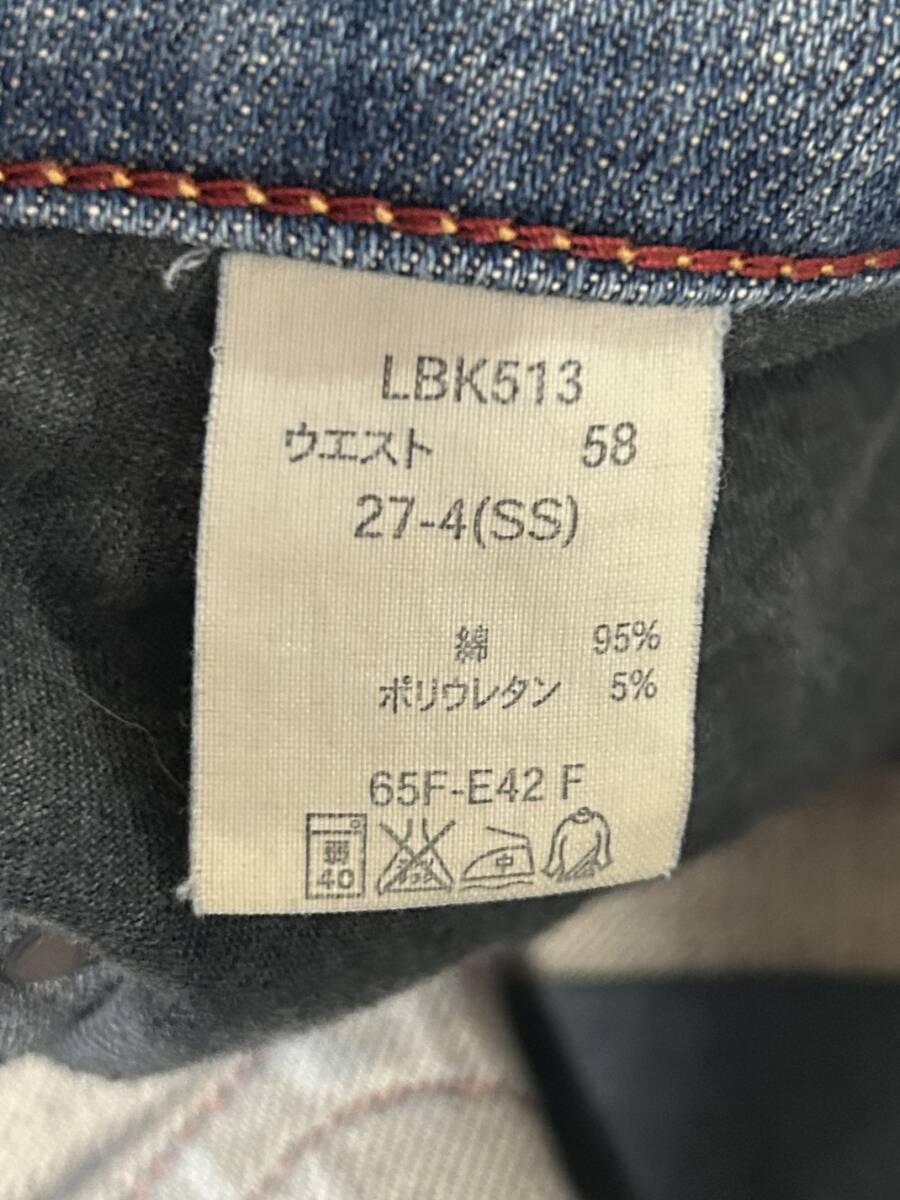 LBK513
ウエスト 58
27-4(SS)
綿 95%
ポリウレタン 5%
65F-E42 F
弱 中
40